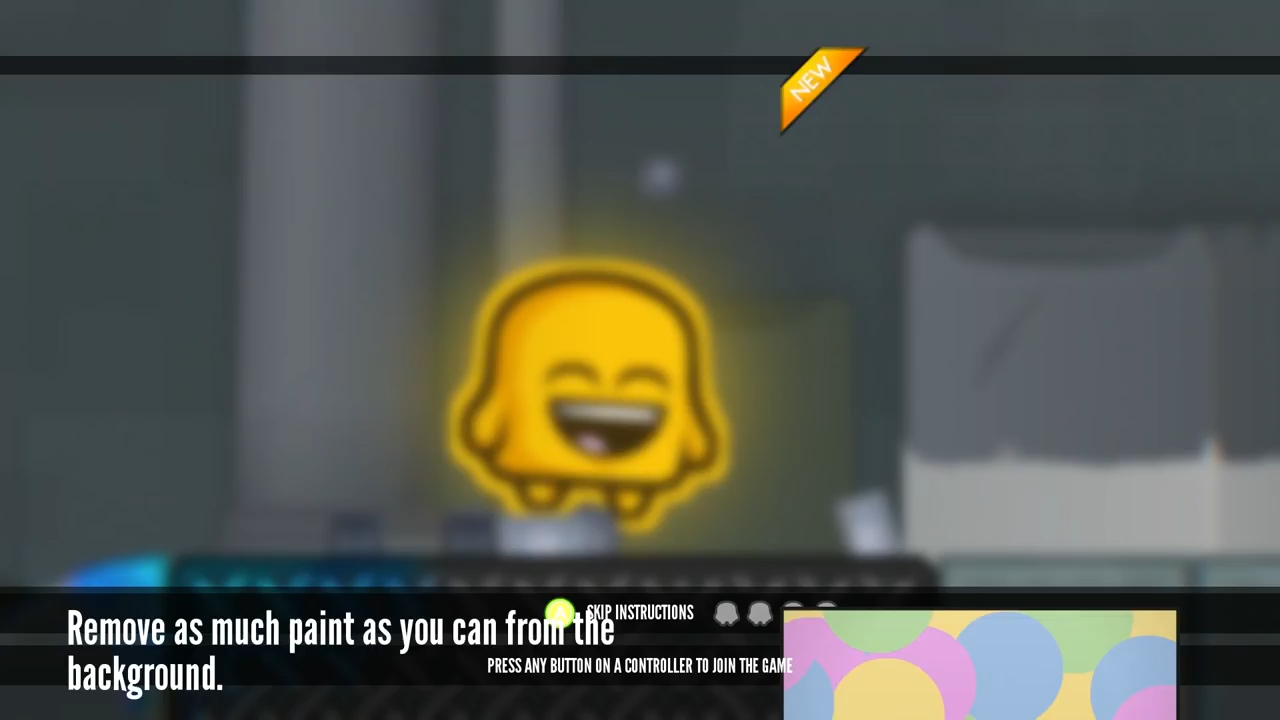 NEW
SKIP INSTRUCTIONS
Remove as much paint as you can from the
background.
PRESS ANY BUTTON ON A CONTROLLER TO JOIN THE GAME